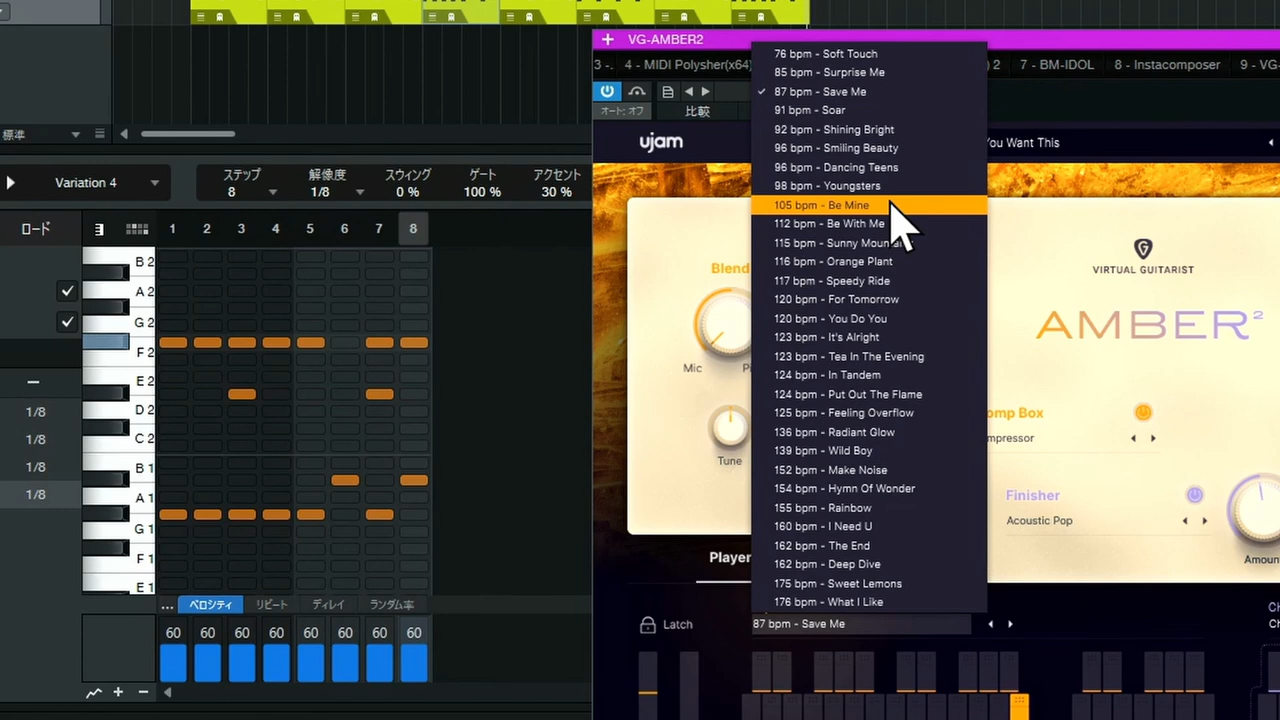 VG-AMBER2
3 -.
4 - MIDI Polysher(x64)
) 2
7 - BM-IDOL
8 - Instacomposer
9 - VG-
オート: オフ
比較
ujam
You Want This
標準
Variation 4
ステップ
8
解像度
1/8
スウィング
0 %
ゲート
100 %
アクセント
30 %
ロード
1 2 3 4 5 6 7 8
B 2
A 2
G 2
F 2
E 2
D 2
C 2
B 1
A 1
G 1
F 1
E 1
1/8
1/8
1/8
1/8
...
ベロシティ
リピート
ディレイ
ランダム率
60 60 60 60 60 60 60 60
76 bpm - Soft Touch
85 bpm - Surprise Me
87 bpm - Save Me
91 bpm - Soar
92 bpm - Shining Bright
96 bpm - Smiling Beauty
96 bpm - Dancing Teens
98 bpm - Youngsters
105 bpm - Be Mine
112 bpm - Be With Me
115 bpm - Sunny
116 bpm - Orange Plant
117 bpm - Speedy Ride
120 bpm - For Tomorrow
120 bpm - You Do You
123 bpm - It's Alright
123 bpm - Tea In The Evening
124 bpm - In Tandem
124 bpm - Put Out The Flame
125 bpm - Feeling Overflow
136 bpm - Radiant Glow
139 bpm - Wild Boy
152 bpm - Make Noise
154 bpm - Hymn Of Wonder
155 bpm - Rainbow
160 bpm - I Need U
162 bpm - The End
162 bpm - Deep Dive
175 bpm - Sweet Lemons
176 bpm - What I Like
Blend
Mic
Tune
VIRTUAL GUITARIST
AMBER²
omp Box
mpressor
Finisher
Acoustic Pop
Amount
Player
Latch
87 bpm - Save Me